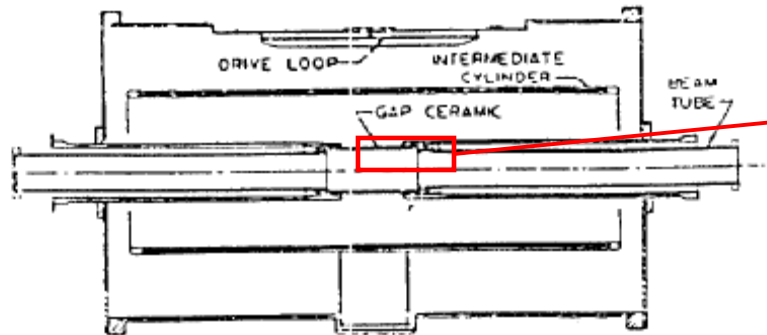 DRIVE LOOP
INTERMEDIATE
CYLINDER
BEAM
TUBE
GAP CERAMIC